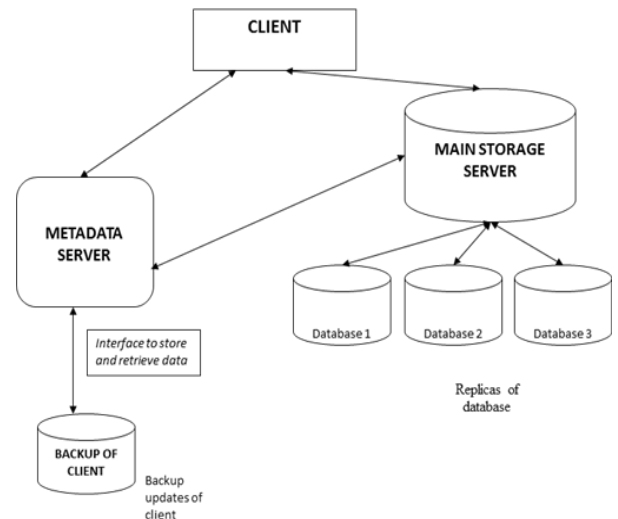 CLIENT
MAIN STORAGE
SERVER
METADATA
SERVER
Database 1
Database 2
Database 3
Interface to store
and retrieve data
Replicas of
database
BACKUP OF
CLIENT
Backup
updates of
client